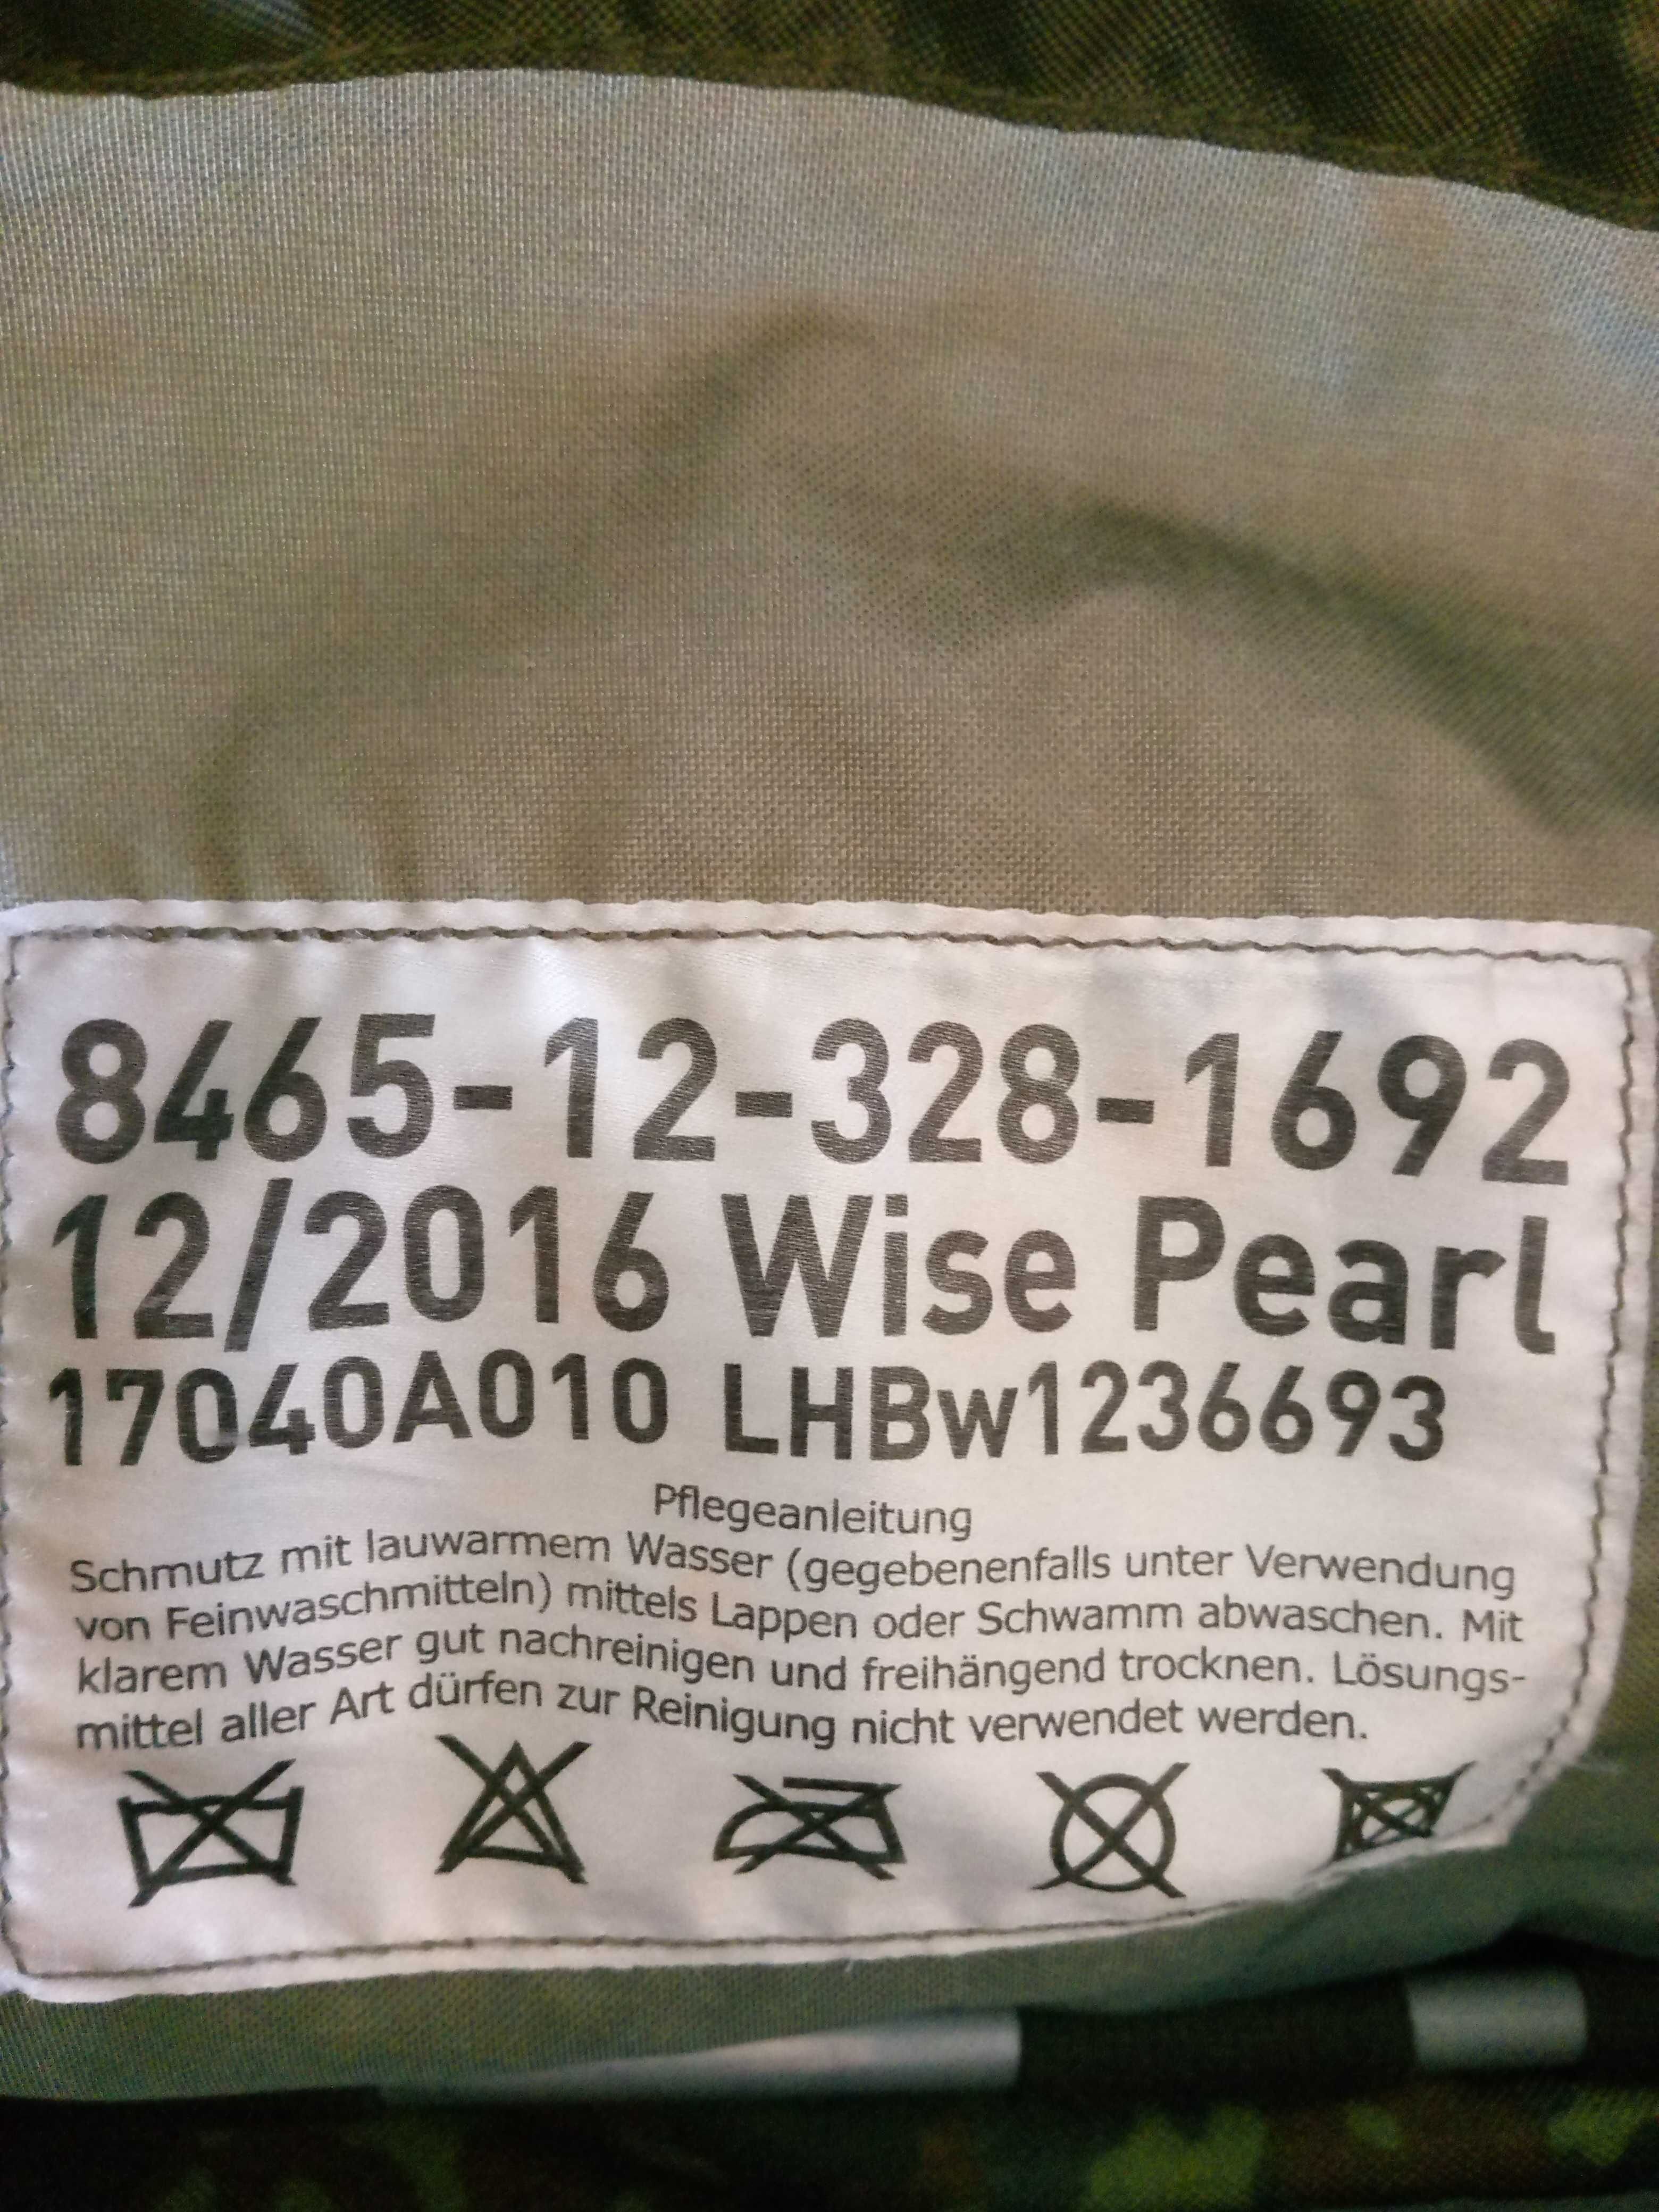 8465-12-328-1692
12/2016 Wise Pearl
17040A010 LHBw1236693
Pflegeanleitung
Schmutz mit lauwarmem Wasser (gegebenenfalls unter Verwendung
von Feinwaschmitteln) mittels Lappen oder Schwamm abwaschen. Mit
klarem Wasser gut nachreinigen und freihängend trocknen. Lösungs-
mittel aller Art dürfen zur Reinigung nicht verwendet werden.